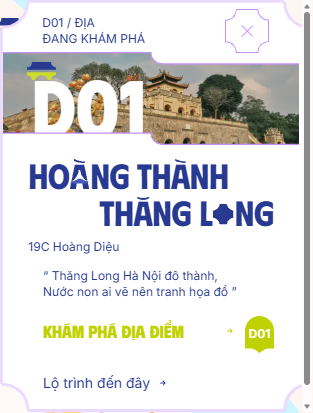 D01 / ĐỊA
ĐANG KHÁM PHÁ
D01
HOÀNG THÀNH
THĂNG LONG
19C Hoàng Diệu
“ Thăng Long Hà Nội đô thành,
Nước non ai vẽ nên tranh họa đồ ”
KHÁM PHÁ ĐỊA ĐIỂM
D01
Lộ trình đến đây →